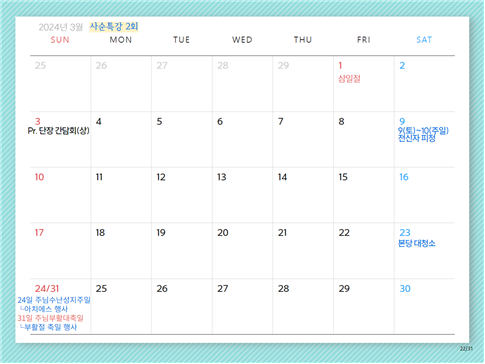 2024년 3월 사순특강 2회
SUN MON TUE WED THU FRI SAT
25 26 27 28 29 1 2
삼일절
3 4 5 6 7 8 9
Pr. 단장 간담회(상) 9(토)~10(주일)
전신자 피정
10 11 12 13 14 15 16
17 18 19 20 21 22 23
본당 대청소
24/31 25 26 27 28 29 30
24일 주님수난성지주일
└아치에스 행사
31일 주님부활대축일
└부활절 축일 행사
22/31